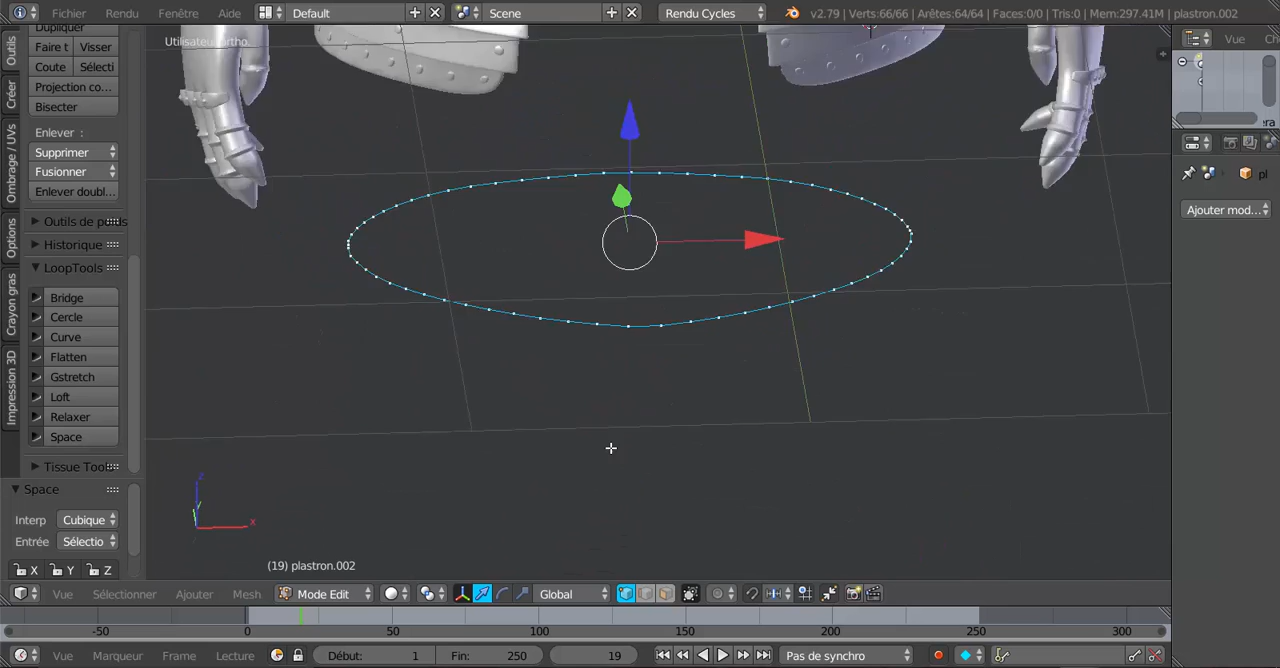 Fichier Rendu Fenêtre Aide Default Scene Rendu Cycles v2.79 | Verts:66/66 | Arêtes:64/64 | Faces:0/0 | Tris:0 | Mem:297.41M | plastron.002
Dupliquer
Utilisateur ortho.
Vue
Faire t Visser
Coute Sélecti
Projection co...
Bisecter
Enlever :
Supprimer
Fusionner
Enlever doubl...
Outils de poids
Historique
LoopTools
Bridge
Cercle
Curve
Flatten
Gstretch
Loft
Relaxer
Space
Tissue Too
Space
Interp Cubique
Entrée Sélectio
X Y Z
Outils
Créer
Ombrage / UVs
Options
Crayon gras
Impression 3D
z
x
(19) plastron.002
era
pl
Ajouter mod...
Vue Sélectionner Ajouter Mesh Mode Edit Global
-50 0 50 100 150 200 250 300
Vue Marqueur Frame Lecture Début: 1 Fin: 250 19 Pas de synchro